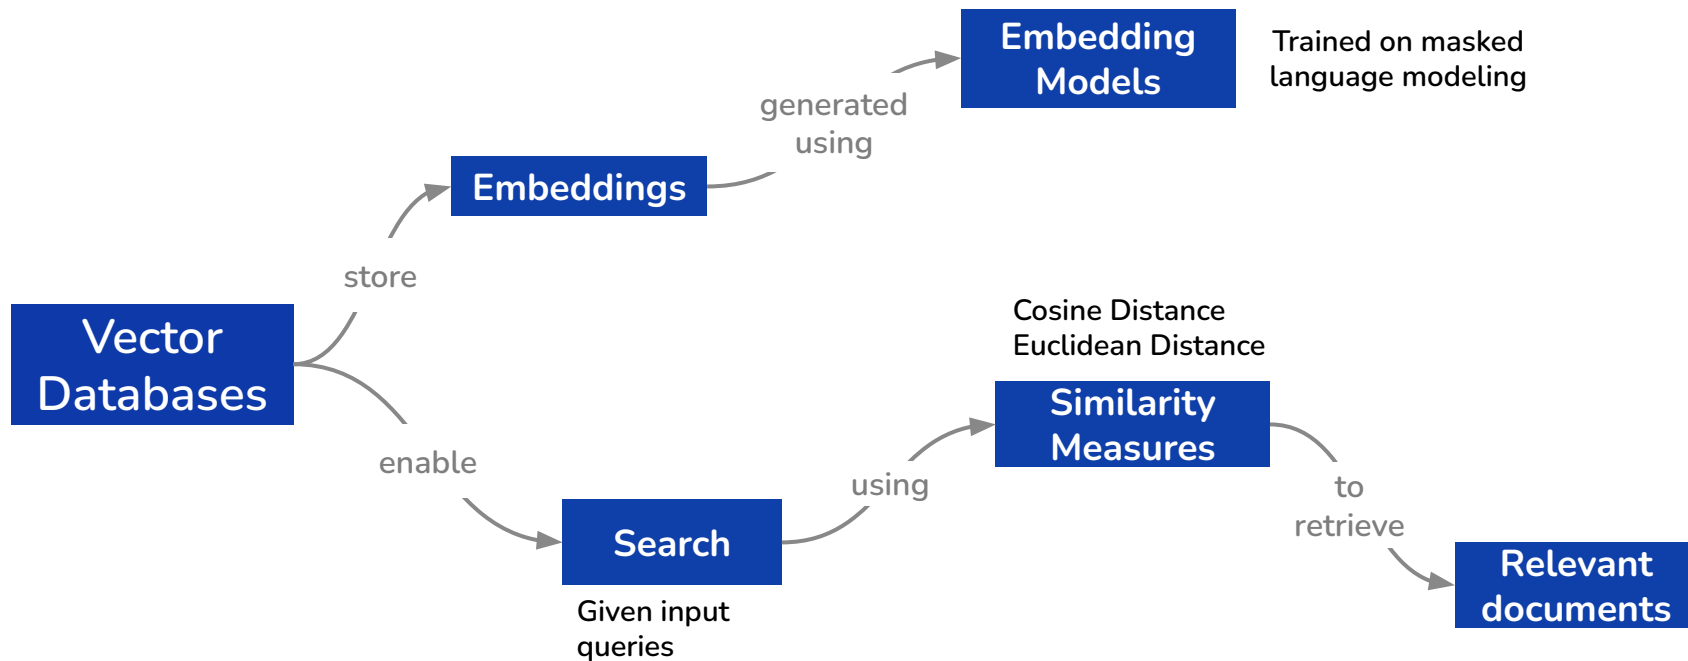 Embedding
Models
Trained on masked
language modeling
generated
using
Embeddings
store
Vector
Databases
enable
Search
Given input
queries
using
Cosine Distance
Euclidean Distance
Similarity
Measures
to
retrieve
Relevant
documents